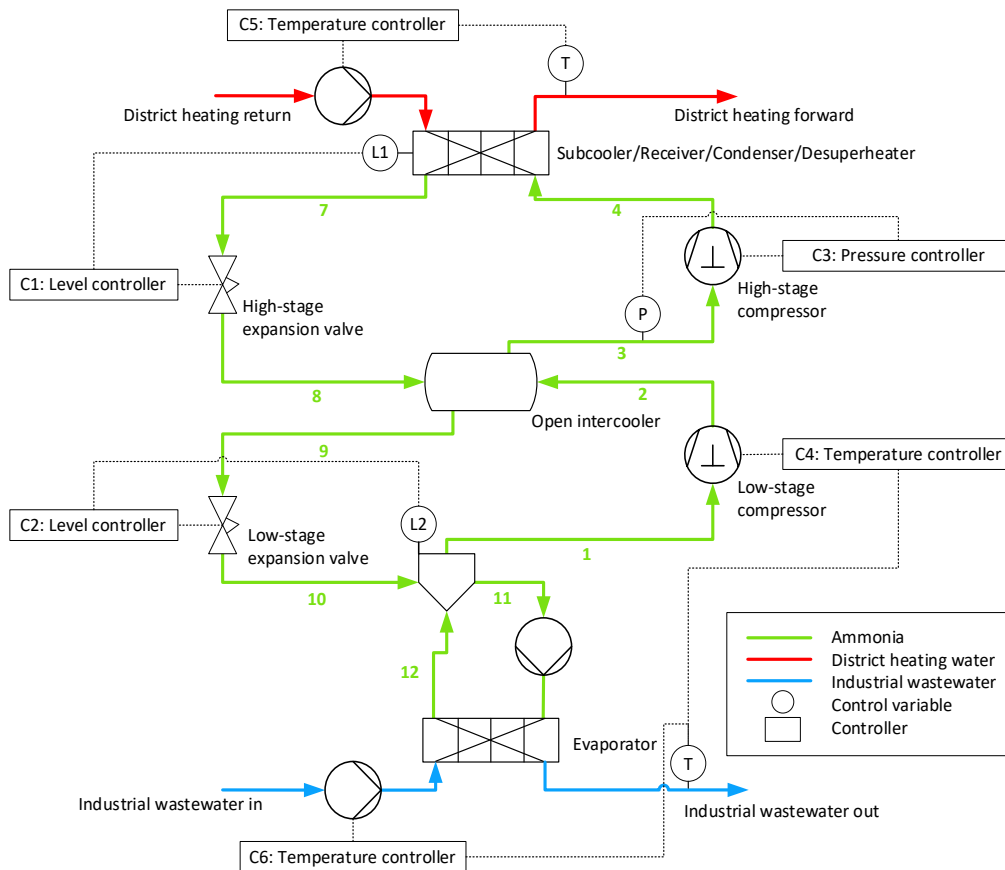 C5: Temperature controller
T
District heating return
District heating forward
L1
Subcooler/Receiver/Condenser/Desuperheater
7
4
C3: Pressure controller
C1: Level controller
High-stage
expansion valve
High-stage
compressor
P
3
8
2
Open intercooler
9
C4: Temperature controller
C2: Level controller
L2
Low-stage
expansion valve
Low-stage
compressor
1
10
11
12
Ammonia
District heating water
Industrial wastewater
Control variable
Controller
Evaporator
T
Industrial wastewater in
Industrial wastewater out
C6: Temperature controller